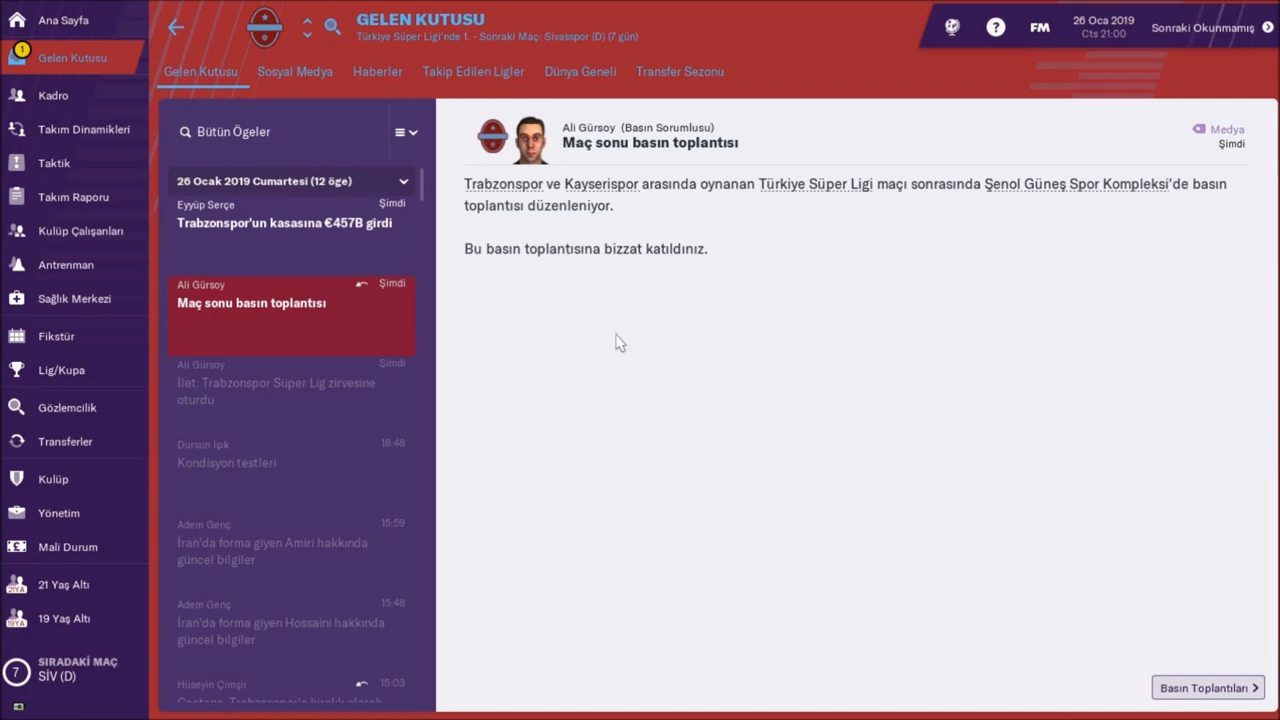 Ana Sayfa
1
Gelen Kutusu
Kadro
Takım Dinamikleri
Taktik
Takım Raporu
Kulüp Çalışanları
Antrenman
Sağlık Merkezi
Fikstür
Lig/Kupa
Gözlemcilik
Transferler
Kulüp
Yönetim
Mali Durum
21YA
21 Yaş Altı
19YA
19 Yaş Altı
7
SIRADAKİ MAÇ
SİV (D)
GELEN KUTUSU
Türkiye Süper Ligi'nde 1. - Sonraki Maç: Sivasspor (D) (7 gün)
?
FM
26 Oca 2019
Cts 21:00
Sonraki Okunmamış
Gelen Kutusu
Sosyal Medya
Haberler
Takip Edilen Ligler
Dünya Geneli
Transfer Sezonu
Bütün Ögeler
26 Ocak 2019 Cumartesi (12 öge)
Eyyüp Serçe Şimdi
Trabzonspor'un kasasına €457B girdi
Ali Gürsoy Şimdi
Maç sonu basın toplantısı
Ali Gürsoy Şimdi
İlet: Trabzonspor Süper Lig zirvesine
oturdu
Dursun Işık 18:48
Kondisyon testleri
Adem Genç 15:59
İran'da forma giyen Amiri hakkında
güncel bilgiler
Adem Genç 15:48
İran'da forma giyen Hossaini hakkında
güncel bilgiler
Hüseyin Çimşir 15:03
Ali Gürsoy (Basın Sorumlusu)
Maç sonu basın toplantısı
Medya
Şimdi
Trabzonspor ve Kayserispor arasında oynanan Türkiye Süper Ligi maçı sonrasında Şenol Güneş Spor Kompleksi'de basın
toplantısı düzenleniyor.
Bu basın toplantısına bizzat katıldınız.
Basın Toplantıları